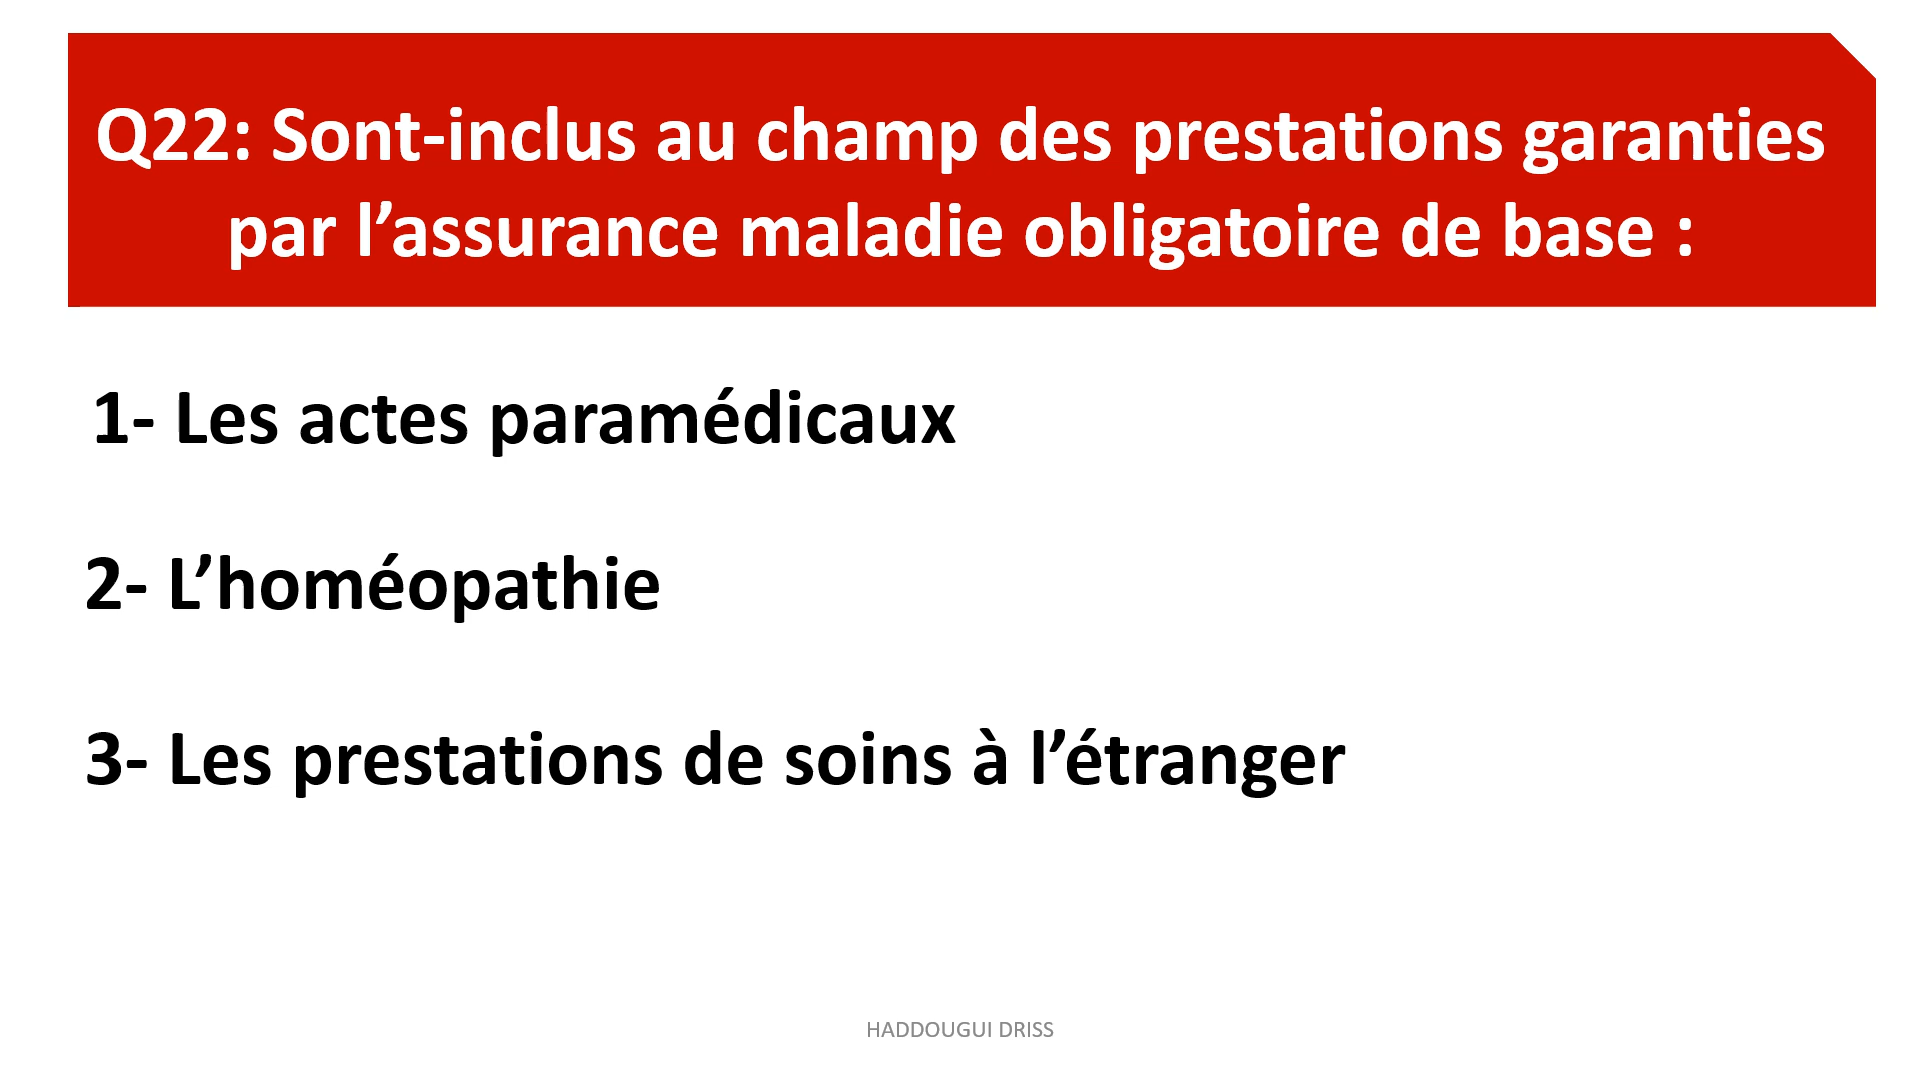 Q22: Sont-inclus au champ des prestations garanties
par l’assurance maladie obligatoire de base :
1- Les actes paramédicaux
2- L’homéopathie
3- Les prestations de soins à l’étranger
HADDOUGUI DRISS